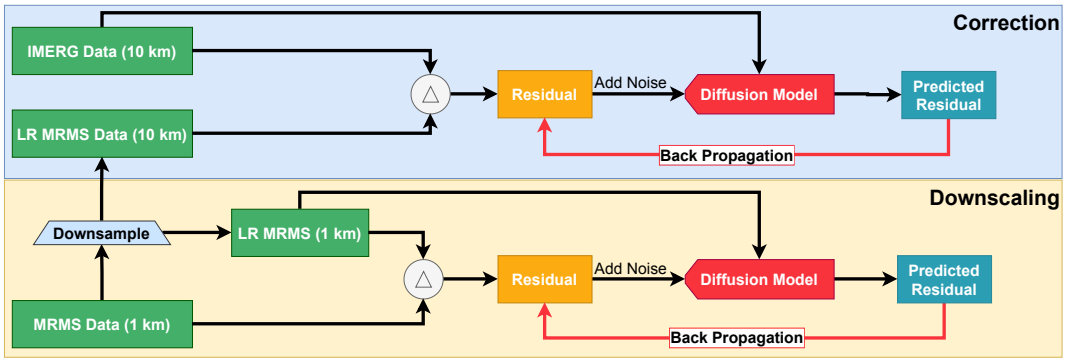 Correction
IMERG Data (10 km)
△
Residual
Add Noise
Diffusion Model
Predicted
Residual
LR MRMS Data (10 km)
Back Propagation
Downscaling
Downsample
LR MRMS (1 km)
△
Residual
Add Noise
Diffusion Model
Predicted
Residual
MRMS Data (1 km)
Back Propagation